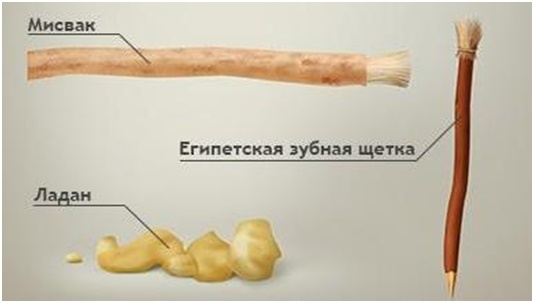 Мисвак
Египетская зубная щетка
Ладан